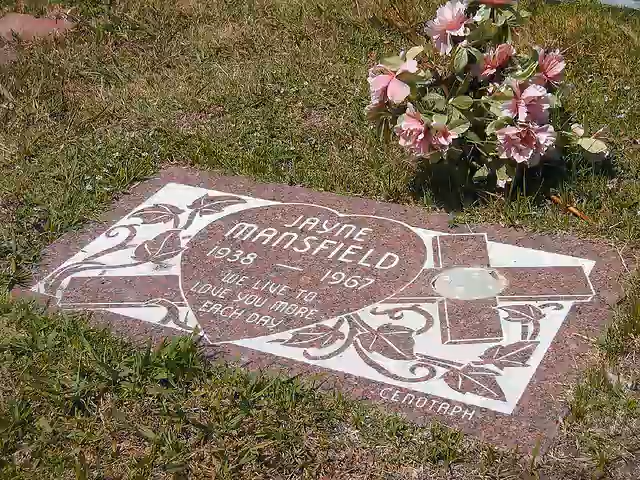 JAYNE
MANSFIELD
1938 — 1967
WE LIVE TO
LOVE YOU MORE
EACH DAY
CENOTAPH